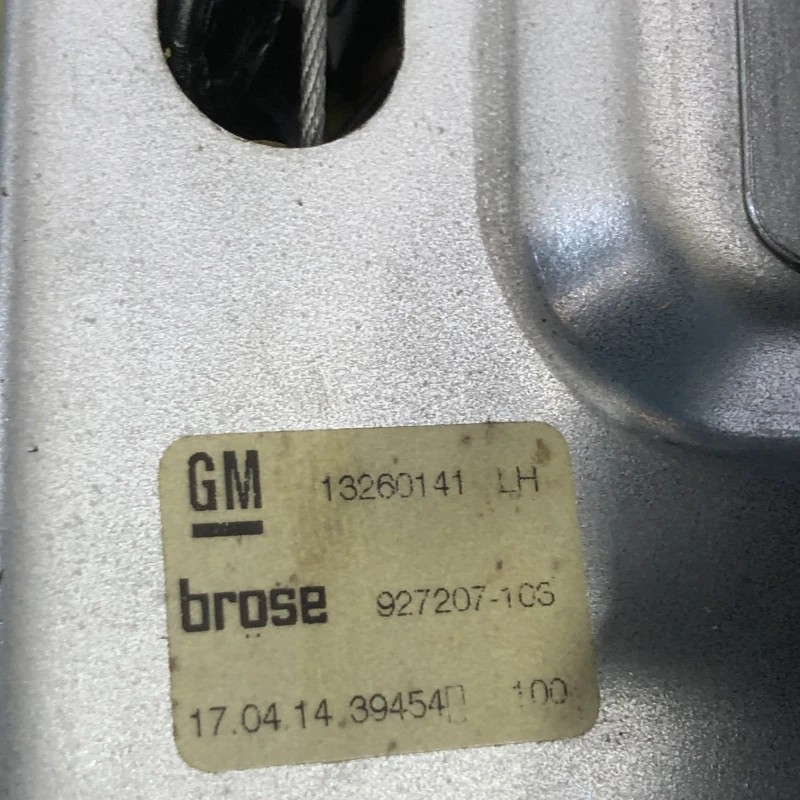 GM 13260141 LH
brose 927207-103
17.04.14 39454 100